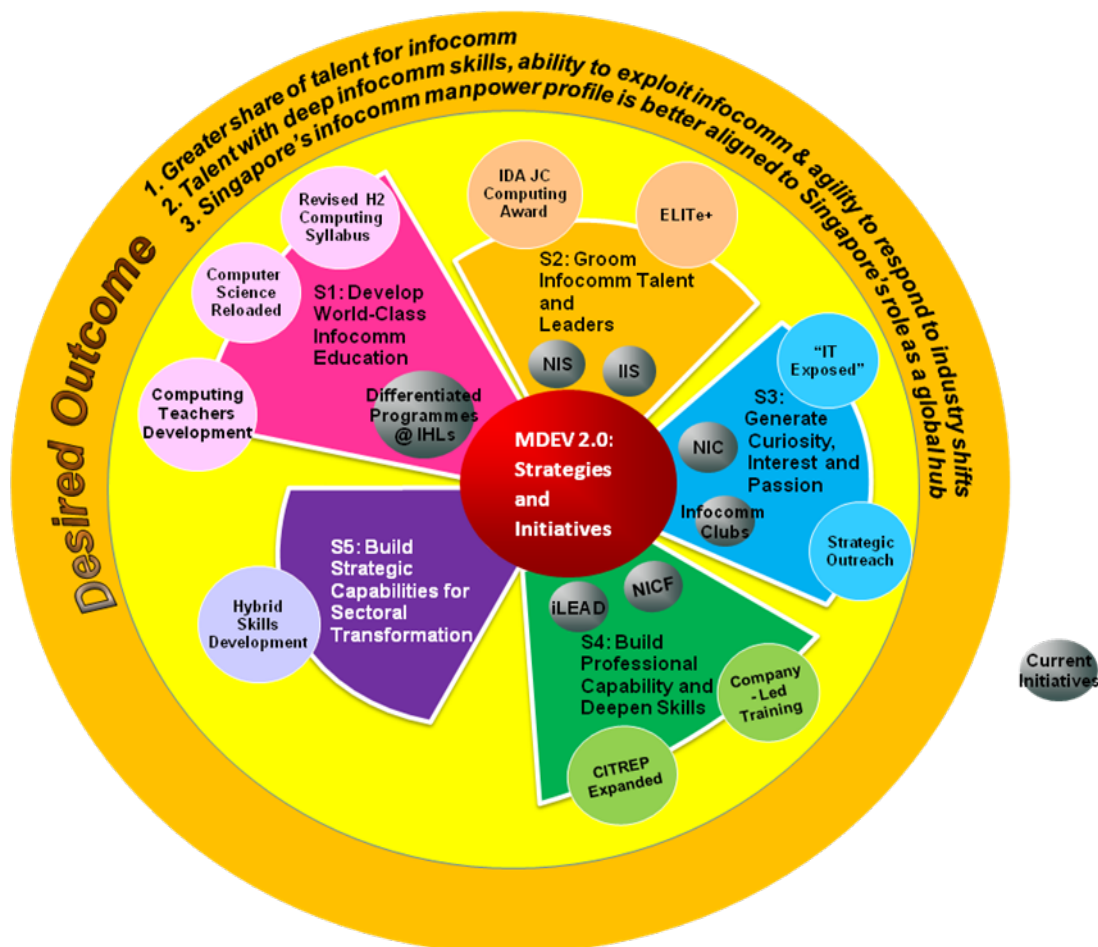 Desired Outcome
1. Greater share of talent for infocomm
2. Talent with deep infocomm skills, ability to exploit infocomm & agility to respond to industry shifts
3. Singapore's infocomm manpower profile is better aligned to Singapore's role as a global hub
MDEV 2.0:
Strategies
and
Initiatives
Revised H2
Computing
Syllabus
Computer
Science
Reloaded
Computing
Teachers
Development
S1: Develop
World-Class
Infocomm
Education
Differentiated
Programmes
@ IHLs
IDA JC
Computing
Award
ELITe+
S2: Groom
Infocomm Talent
and
Leaders
NIS
IIS
"IT
Exposed"
S3:
Generate
Curiosity,
Interest and
Passion
NIC
Infocomm
Clubs
Strategic
Outreach
iLEAD
NICF
S4: Build
Professional
Capability and
Deepen Skills
Company
- Led
Training
CITREP
Expanded
S5: Build
Strategic
Capabilities for
Sectoral
Transformation
Hybrid
Skills
Development
Current
Initiatives